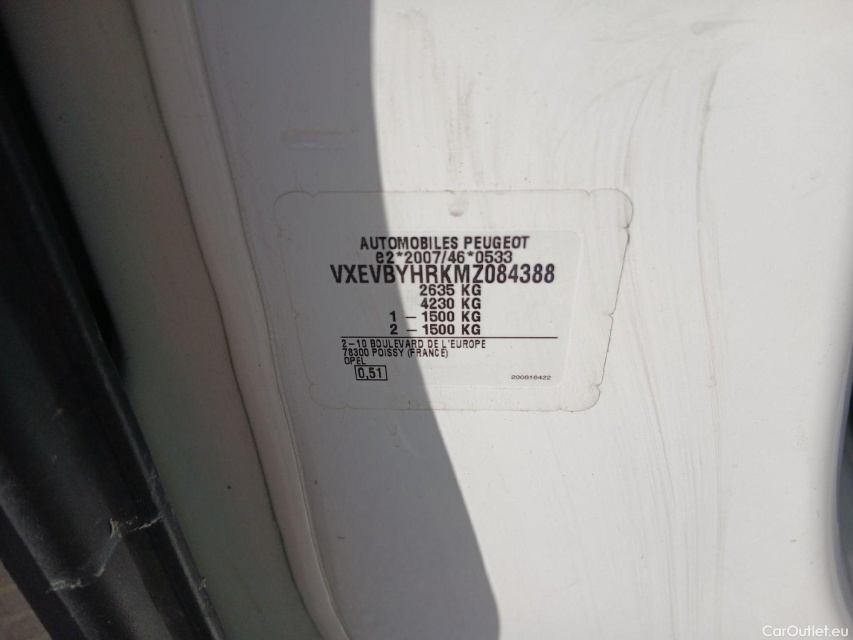 AUTOMOBILES PEUGEOT
e2*2007/46*0533
VXEVBYHRKMZ084388
2635 KG
4230 KG
1 – 1500 KG
2 – 1500 KG
2–10 BOULEVARD DE L'EUROPE
78300 POISSY (FRANCE)
OPEL
0,51
200816422
CarOutlet.eu